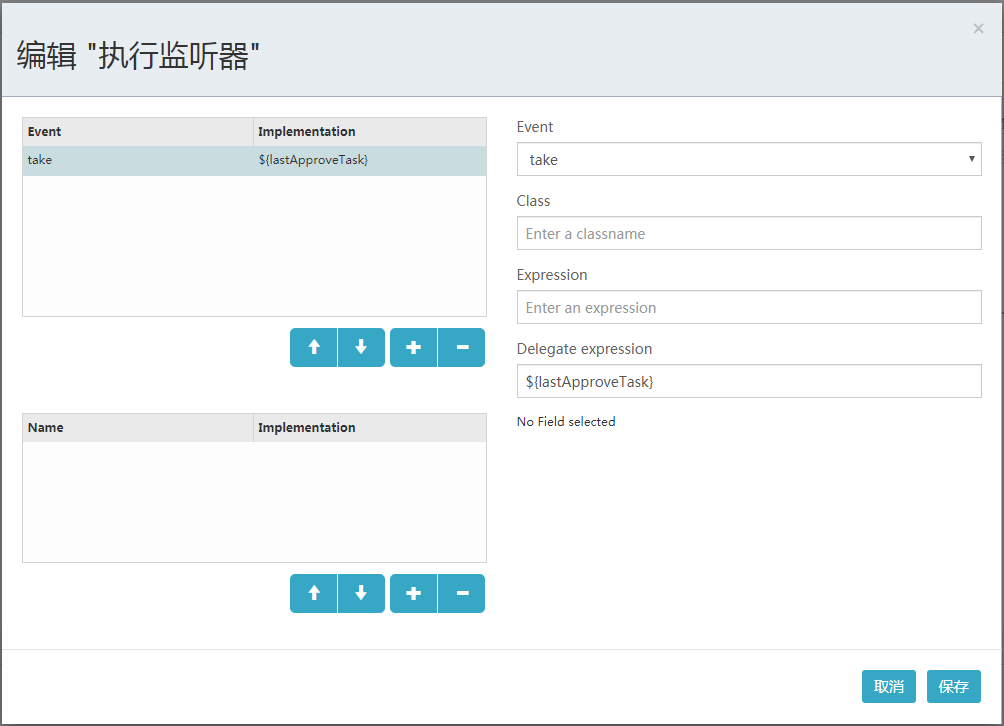 编辑 "执行监听器"
×
Event Implementation
take ${lastApproveTask}
Name Implementation
Event
take
Class
Enter a classname
Expression
Enter an expression
Delegate expression
${lastApproveTask}
No Field selected
取消 保存